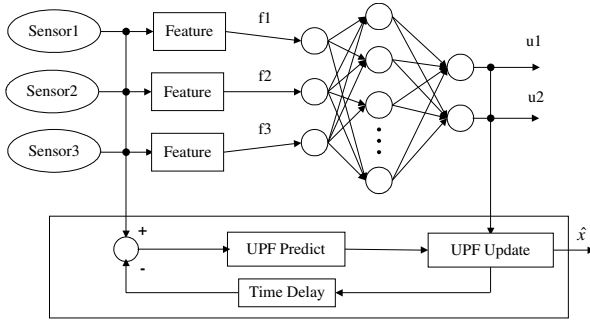 Sensor1
Feature
f1
u1
Sensor2
Feature
f2
u2
Sensor3
Feature
f3
+
-
UPF Predict
UPF Update
x̂
Time Delay